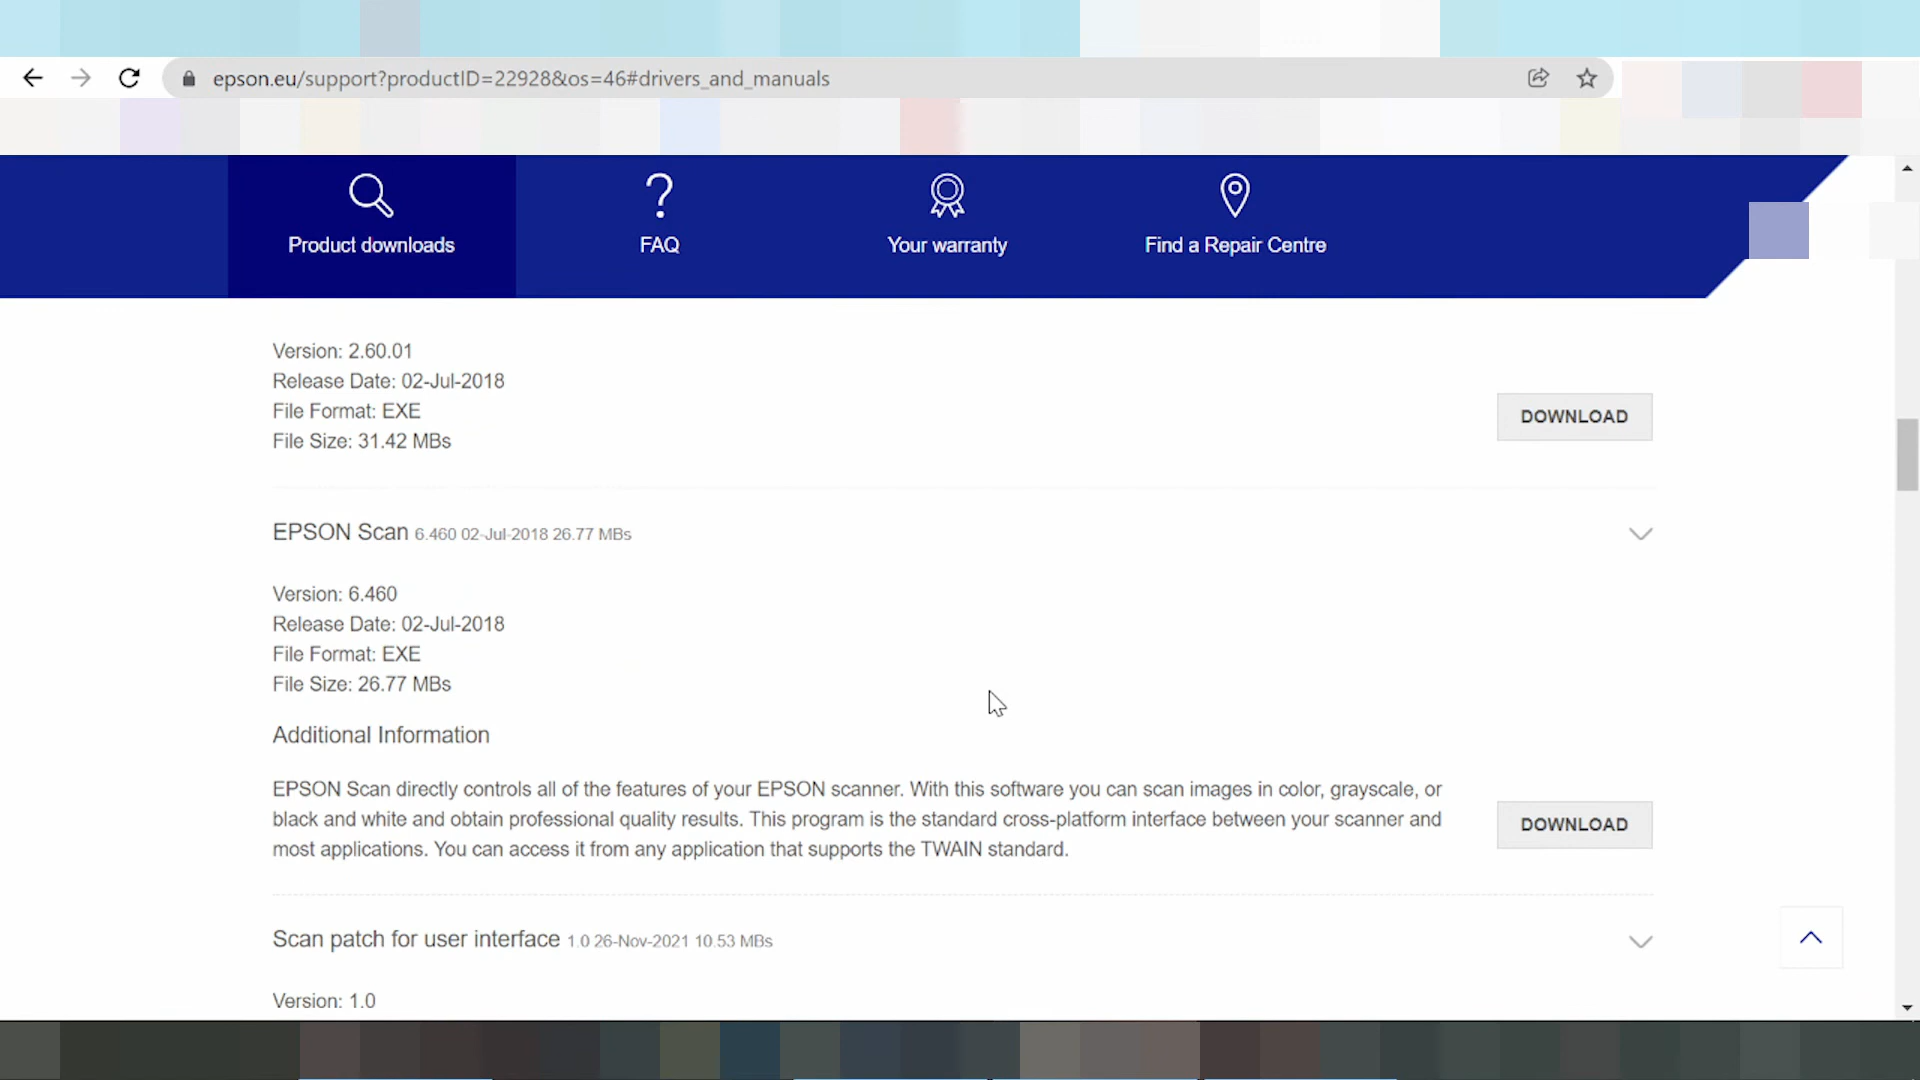 epson.eu/support?productID=22928&os=46#drivers_and_manuals
Product downloads
FAQ
Your warranty
Find a Repair Centre
Version: 2.60.01
Release Date: 02-Jul-2018
File Format: EXE
File Size: 31.42 MBs
DOWNLOAD
EPSON Scan 6.460 02-Jul-2018 26.77 MBs
Version: 6.460
Release Date: 02-Jul-2018
File Format: EXE
File Size: 26.77 MBs
Additional Information
EPSON Scan directly controls all of the features of your EPSON scanner. With this software you can scan images in color, grayscale, or
black and white and obtain professional quality results. This program is the standard cross-platform interface between your scanner and
most applications. You can access it from any application that supports the TWAIN standard.
DOWNLOAD
Scan patch for user interface 1.0 26-Nov-2021 10.53 MBs
Version: 1.0